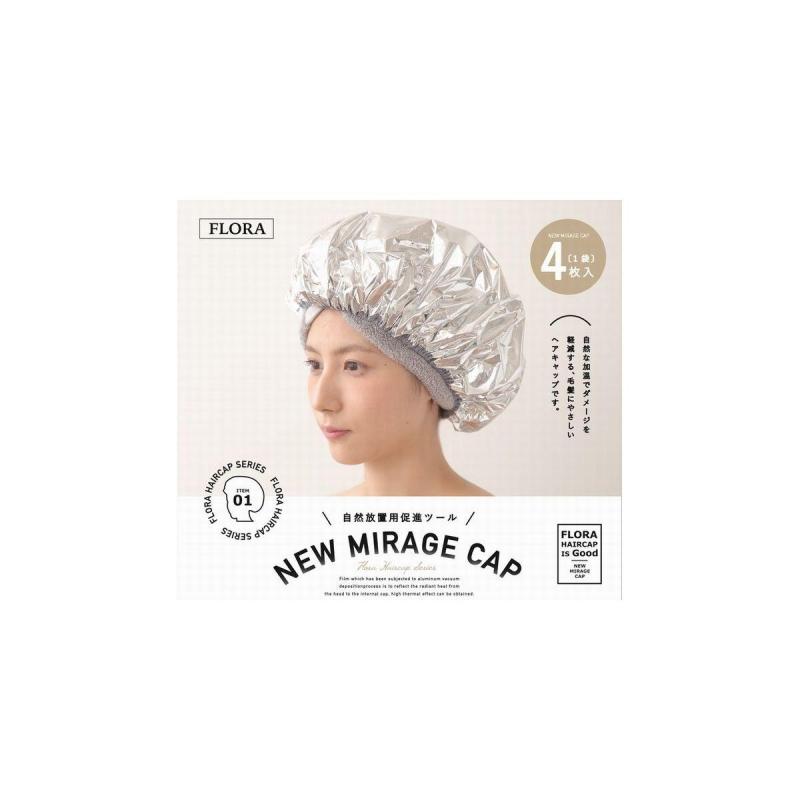 FLORA
NEW MIRAGE CAP
4〔1袋〕枚入
自然な加温でダメージを
軽減する、毛髪にやさしい
ヘアキャップです。
FLORA HAIRCAP SERIES
FLORA HAIRCAP SERIES
ITEM
01
自然放置用促進ツール
NEW MIRAGE CAP
Flora Haircap Series
Film which has been subjected to aluminum vacuum
depositionprocess is to reflect the radiant heat from
the head to the internal cap, high thermal effect can be obtained.
FLORA
HAIRCAP
Is Good
NEW
MIRAGE
CAP